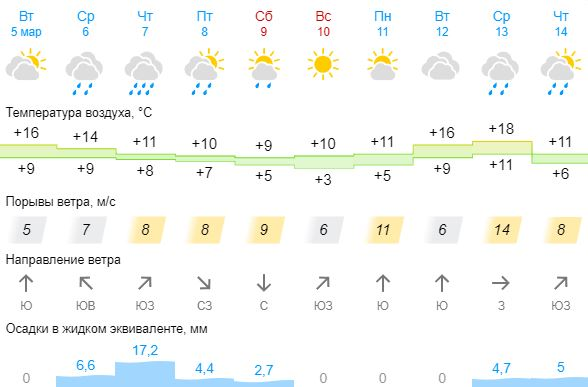 Вт Ср Чт Пт Сб Вс Пн Вт Ср Чт
5 мар 6 7 8 9 10 11 12 13 14
Температура воздуха, °C
+16 +14 +11 +10 +9 +10 +11 +16 +18 +11
+9 +9 +8 +7 +5 +3 +5 +9 +11 +6
Порывы ветра, м/с
5 7 8 8 9 6 11 6 14 8
Направление ветра
Ю ЮВ ЮЗ СЗ С ЮЗ Ю Ю З ЮЗ
Осадки в жидком эквиваленте, мм
0 6,6 17,2 4,4 2,7 0 0 0 4,7 5